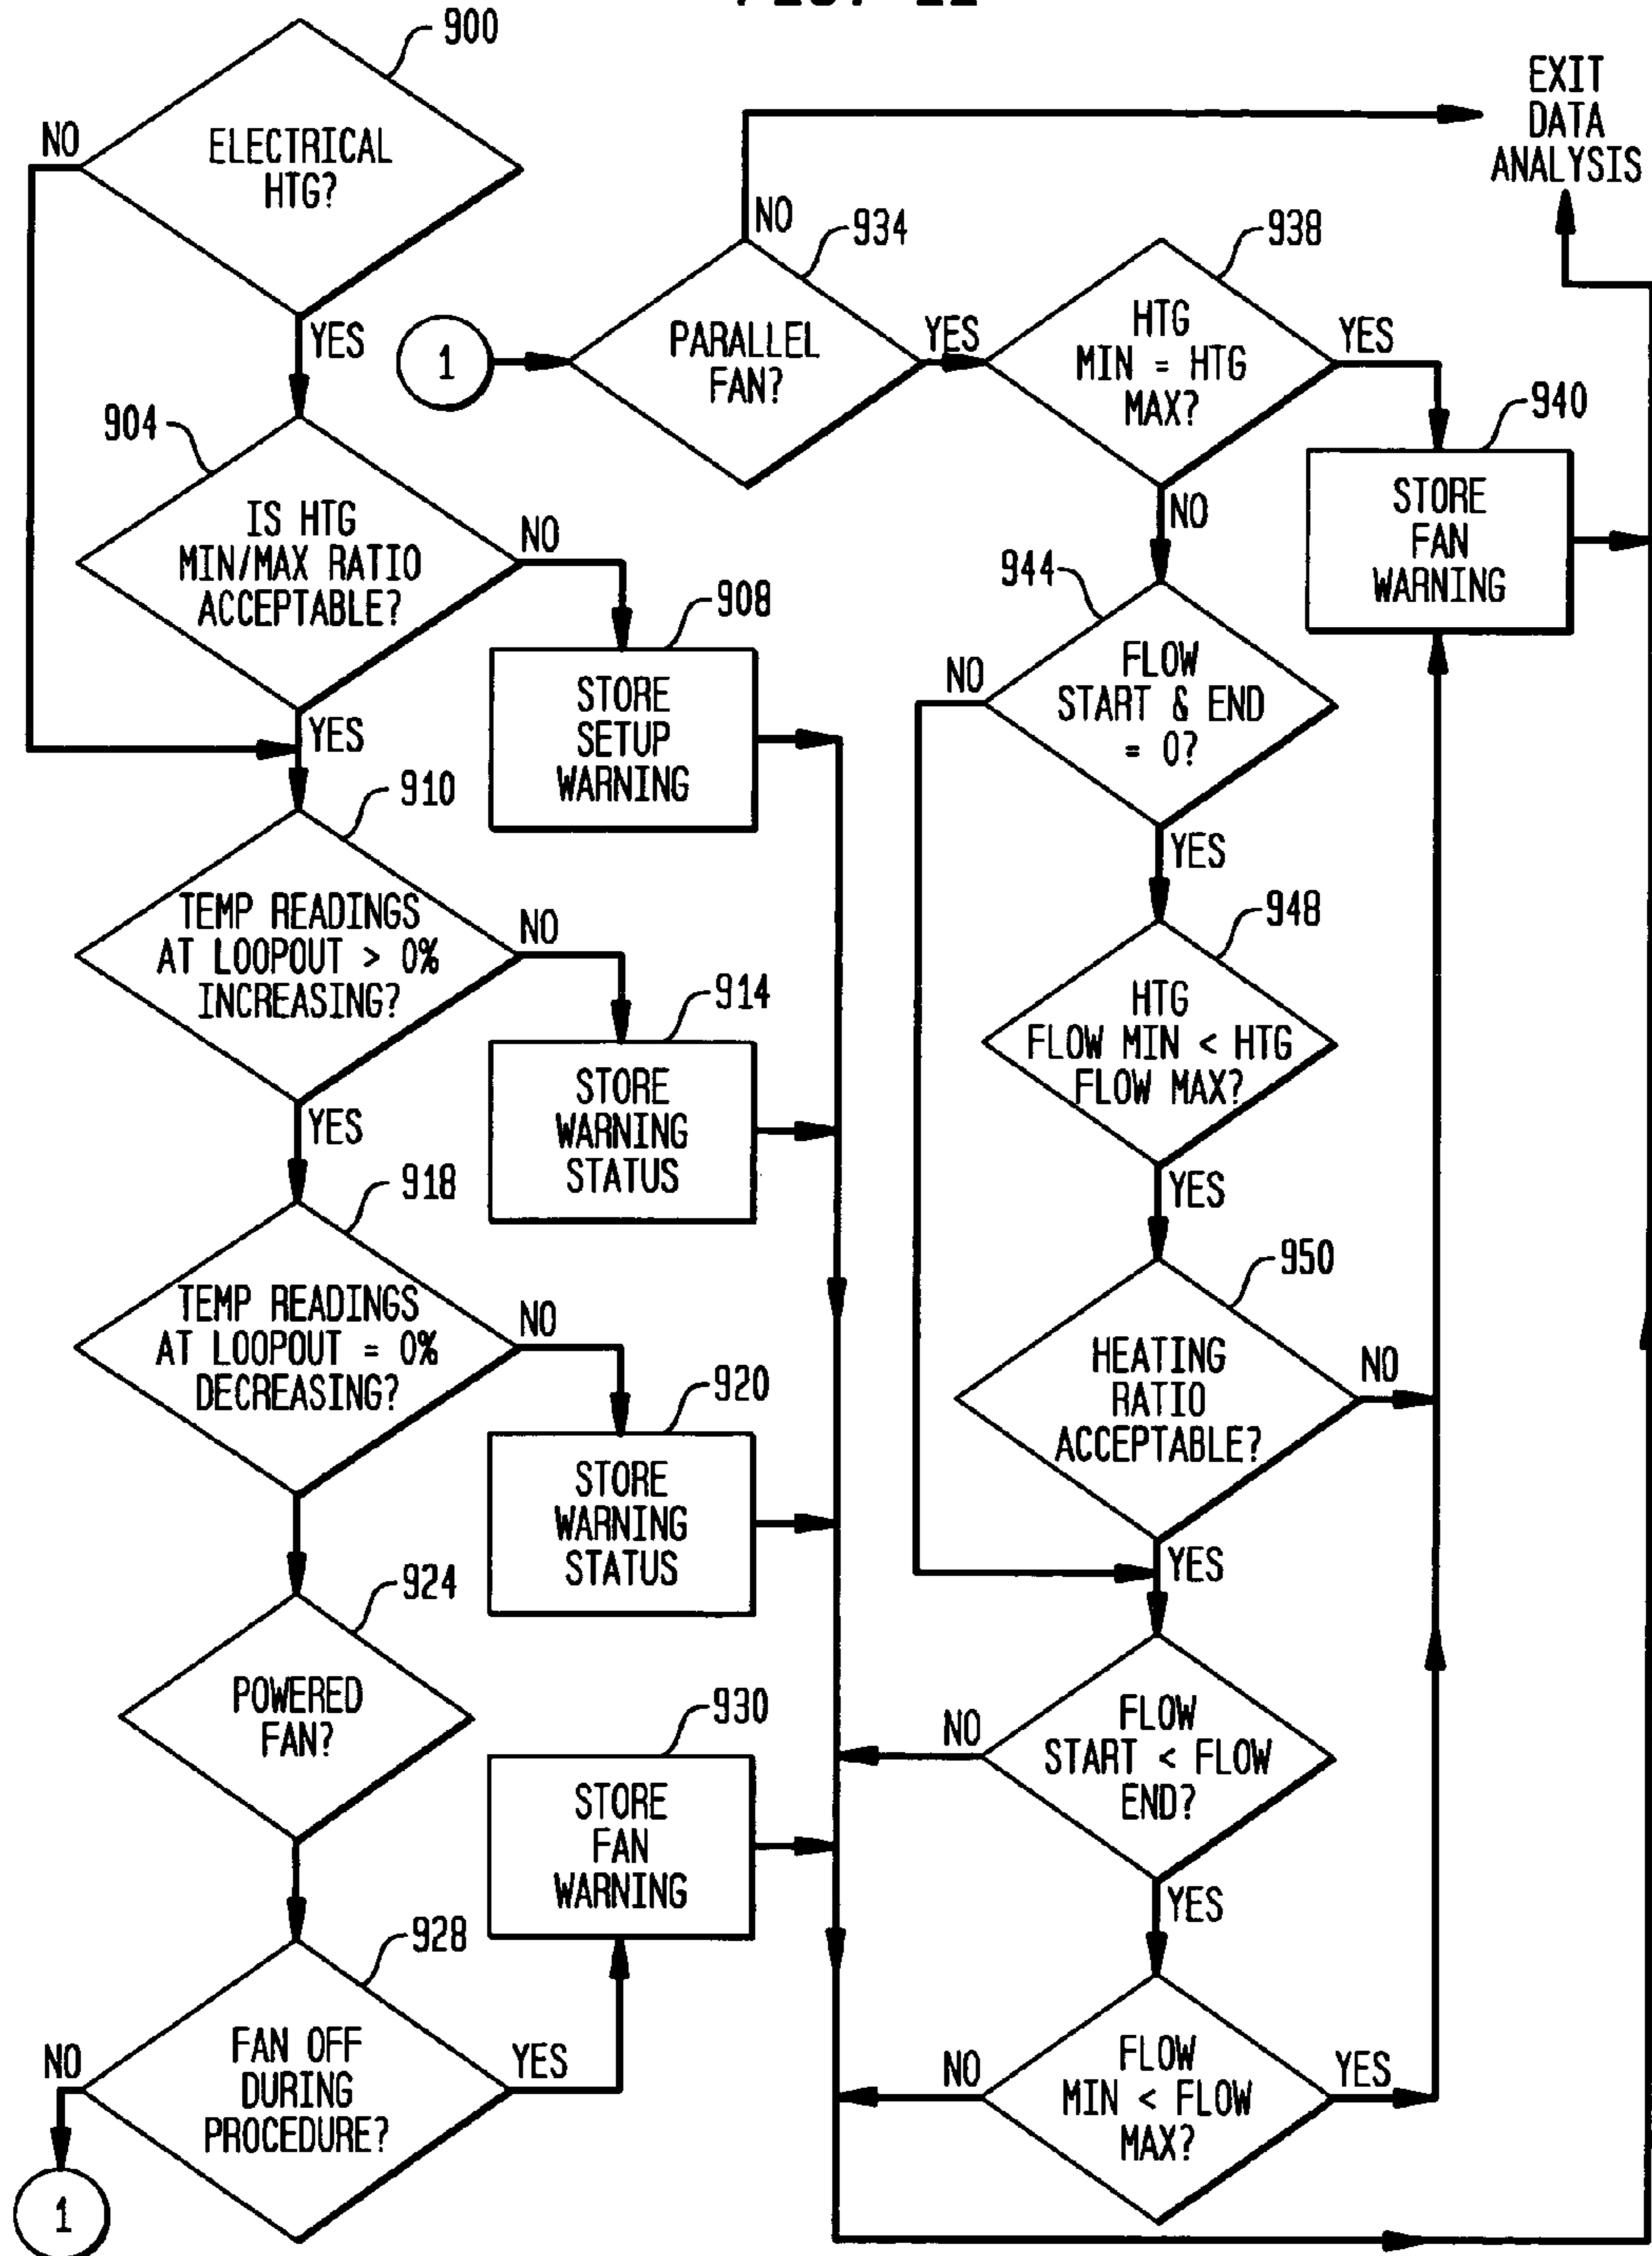 900
NO
ELECTRICAL
HTG?
YES
904
IS HTG
MIN/MAX RATIO
ACCEPTABLE?
NO
908
STORE
SETUP
WARNING
YES
910
TEMP READINGS
AT LOOPOUT > 0%
INCREASING?
NO
914
STORE
WARNING
STATUS
YES
918
TEMP READINGS
AT LOOPOUT = 0%
DECREASING?
NO
920
STORE
WARNING
STATUS
924
POWERED
FAN?
930
STORE
FAN
WARNING
928
NO
FAN OFF
DURING
PROCEDURE?
YES
1
EXIT
DATA
ANALYSIS
NO
934
1
PARALLEL
FAN?
YES
938
HTG
MIN = HTG
MAX?
YES
940
STORE
FAN
WARNING
NO
944
NO
FLOW
START & END
= 0?
YES
948
HTG
FLOW MIN < HTG
FLOW MAX?
YES
950
HEATING
RATIO
ACCEPTABLE?
NO
YES
NO
FLOW
START < FLOW
END?
YES
NO
FLOW
MIN < FLOW
MAX?
YES